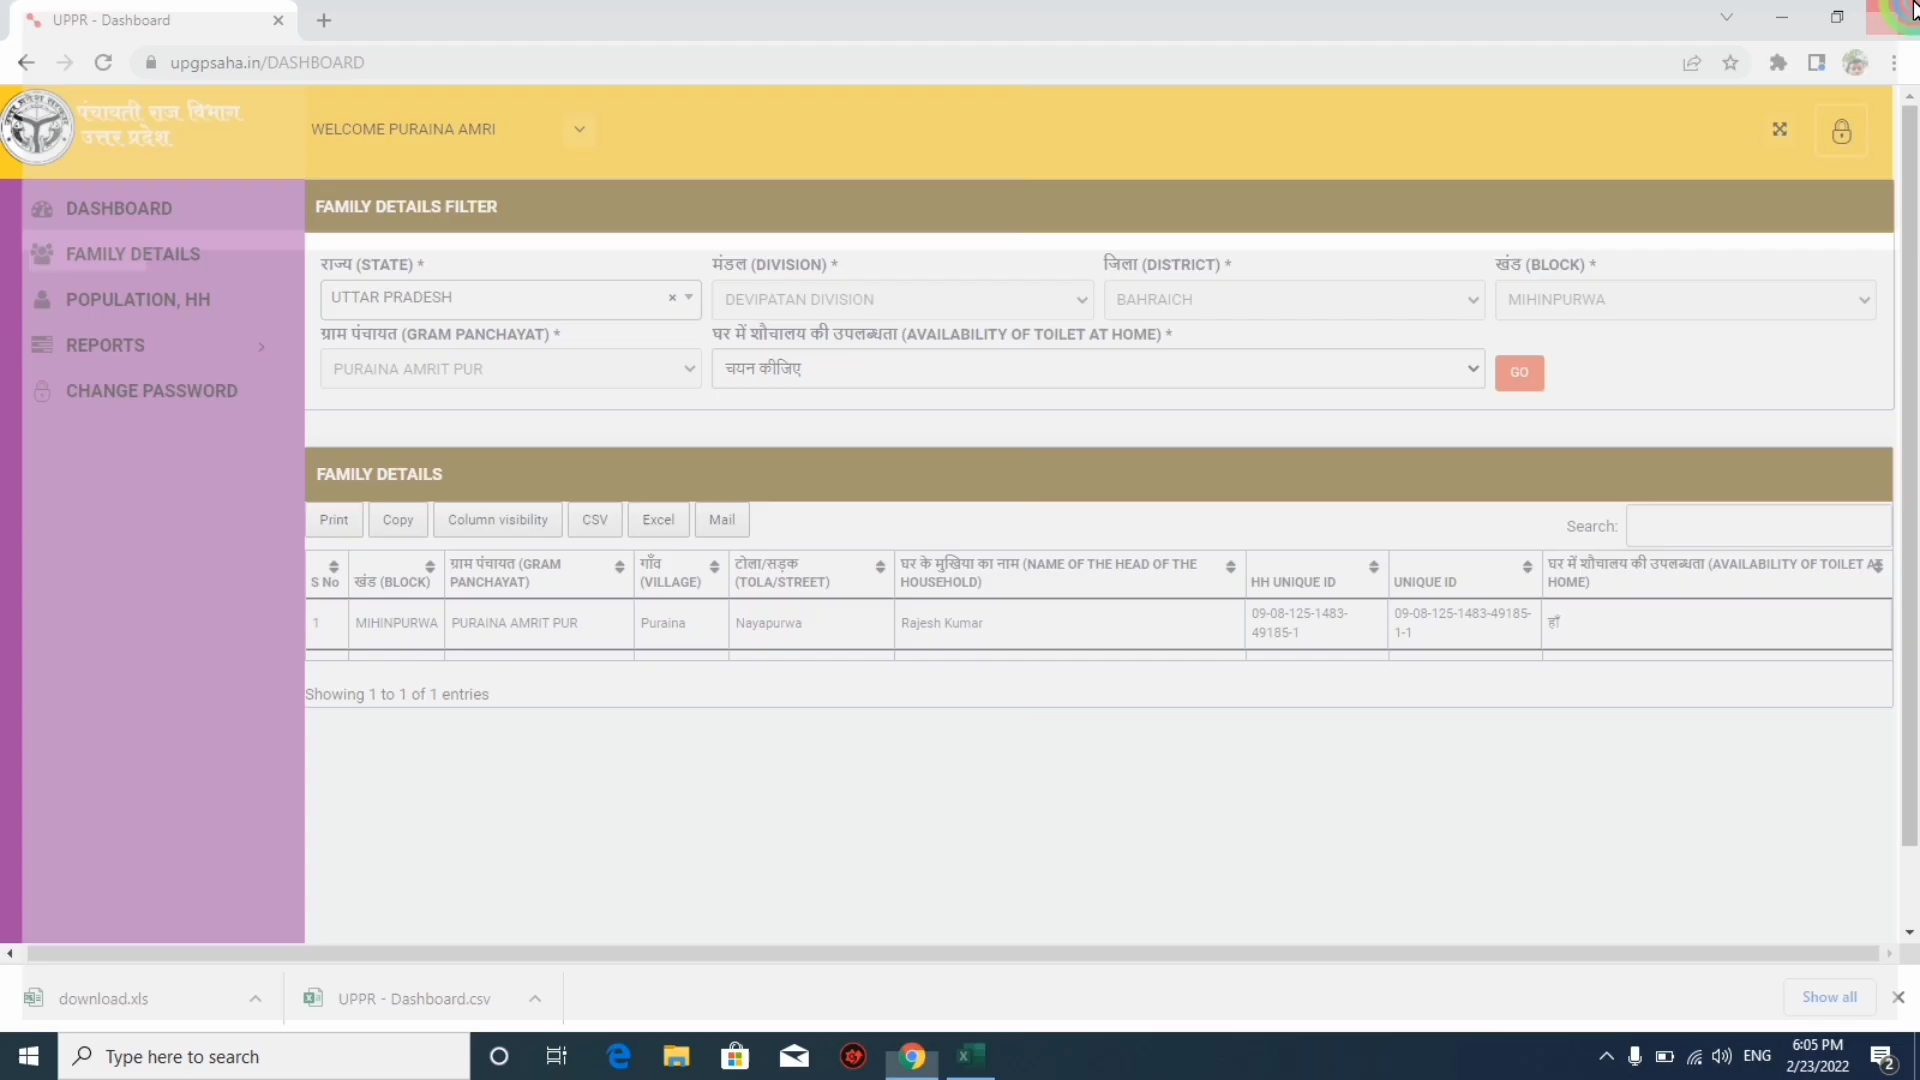 UPPR - Dashboard
upgpsaha.in/DASHBOARD
पंचायती राज विभाग
उत्तर प्रदेश
WELCOME PURAINA AMRI
DASHBOARD
FAMILY DETAILS
POPULATION, HH
REPORTS
CHANGE PASSWORD
FAMILY DETAILS FILTER
राज्य (STATE) * मंडल (DIVISION) * जिला (DISTRICT) * खंड (BLOCK) *
UTTAR PRADESH DEVIPATAN DIVISION BAHRAICH MIHINPURWA
ग्राम पंचायत (GRAM PANCHAYAT) * घर में शौचालय की उपलब्धता (AVAILABILITY OF TOILET AT HOME) *
PURAINA AMRIT PUR चयन कीजिए GO
FAMILY DETAILS
Print Copy Column visibility CSV Excel Mail Search:
S No खंड (BLOCK) ग्राम पंचायत (GRAM PANCHAYAT) गाँव (VILLAGE) टोला/सड़क (TOLA/STREET) घर के मुखिया का नाम (NAME OF THE HEAD OF THE HOUSEHOLD) HH UNIQUE ID UNIQUE ID घर में शौचालय की उपलब्धता (AVAILABILITY OF TOILET AT HOME)
1 MIHINPURWA PURAINA AMRIT PUR Puraina Nayapurwa Rajesh Kumar 09-08-125-1483-49185-1 09-08-125-1483-49185-1-1 हाँ
Showing 1 to 1 of 1 entries
download.xls UPPR - Dashboard.csv Show all
Type here to search ENG 6:05 PM
2/23/2022 2